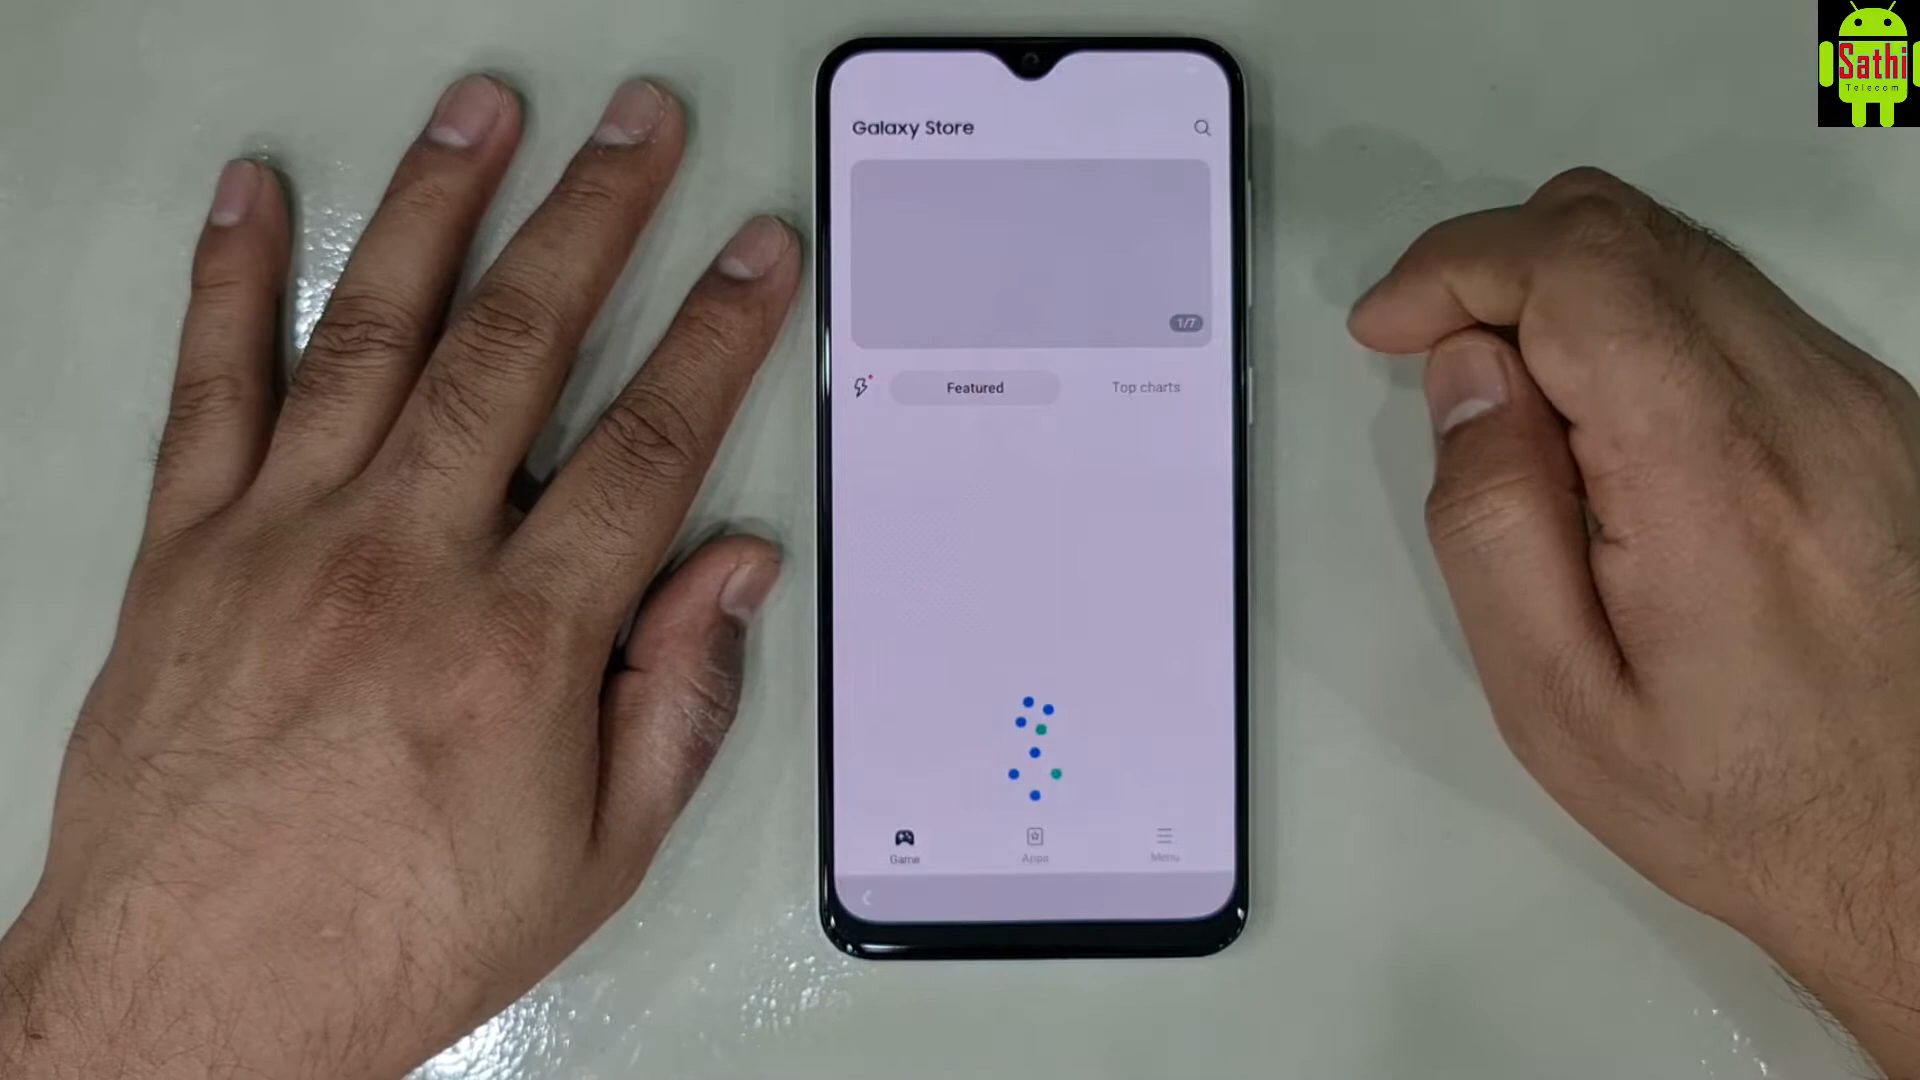 Sathi
Telecom
Galaxy Store
1/7
Featured
Top charts
Game
Apps
Menu